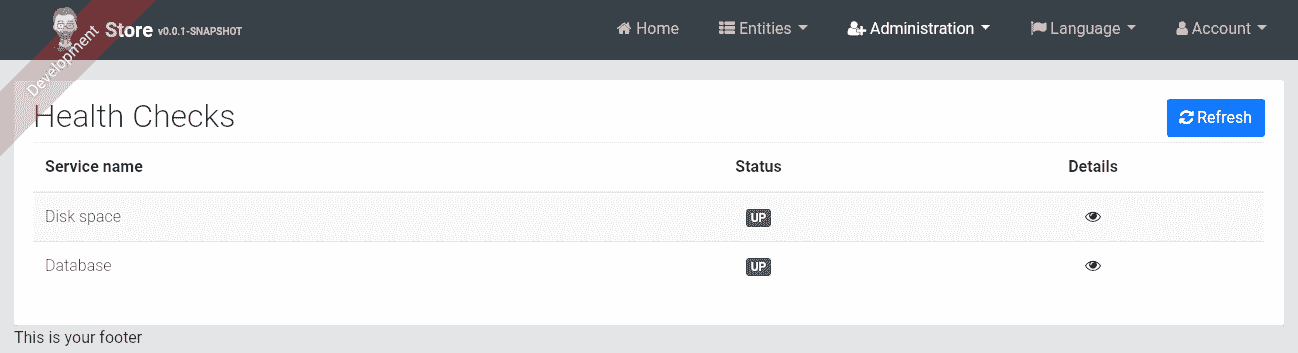 Development
Store v0.0.1-SNAPSHOT Home Entities Administration Language Account
Health Checks Refresh
Service name Status Details
Disk space UP
Database UP
This is your footer